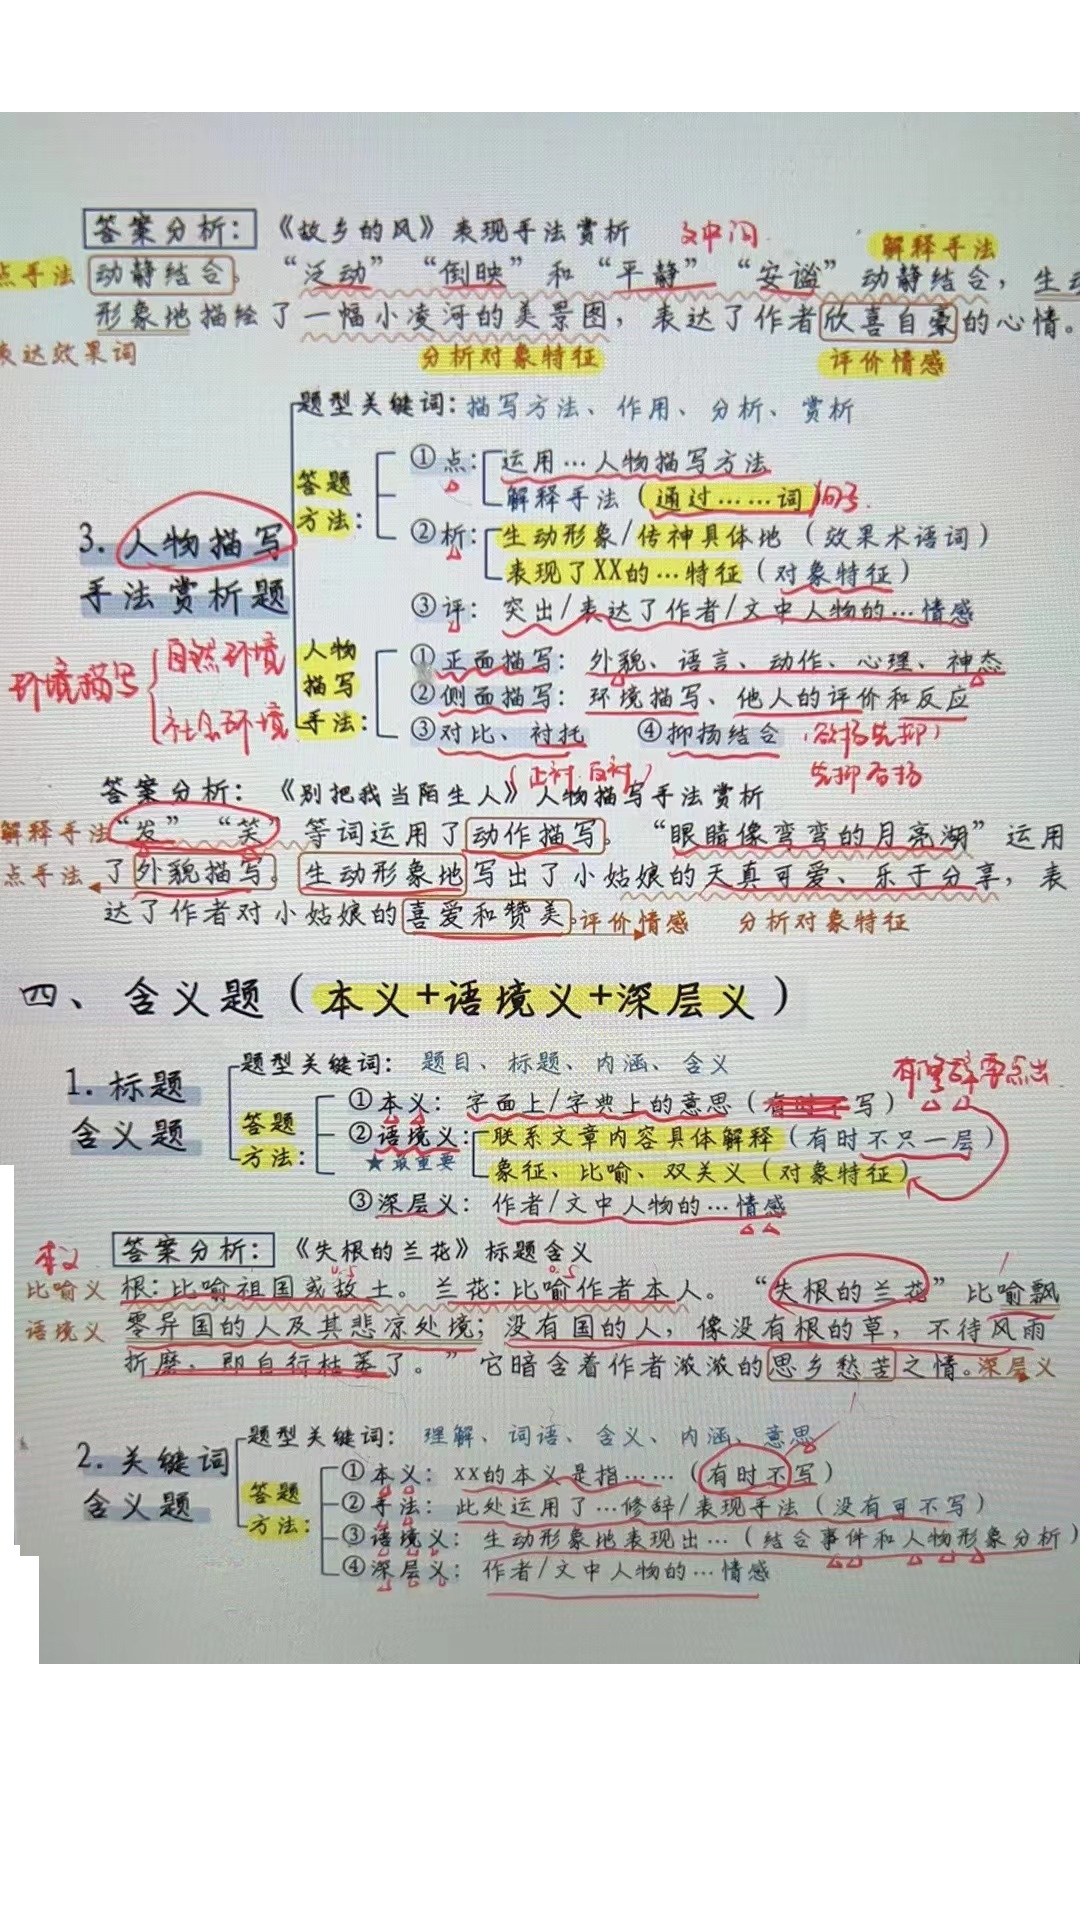 答案分析：《故乡的风》表现手法赏析 文中词
解释手法
点手法 动静结合。“泛动”“倒映”和“平静”“安谧”动静结合，生动
形象地描绘了一幅小凌河的美景图，表达了作者欣喜自豪的心情。
表达效果词 分析对象特征 评价情感
题型关键词：描写方法、作用、分析、赏析
3.人物描写手法赏析题
答题方法：
①点：运用…人物描写方法
解释手法（通过……词）/句子
②析：生动形象/传神具体地（效果术语词）
表现了XX的…特征（对象特征）
③评：突出/表达了作者/文中人物的…情感
环境描写 自然环境 社会环境
人物描写手法：
①正面描写：外貌、语言、动作、心理、神态
②侧面描写：环境描写、他人的评价和反应
③对比、衬托 ④抑扬结合（欲扬先抑）
（正衬.反衬） 先抑后扬
答案分析：《别把我当陌生人》人物描写手法赏析
解释手法 “发”“笑”等词运用了动作描写。“眼睛像弯弯的月亮湖”运用
点手法 了外貌描写。生动形象地写出了小姑娘的天真可爱、乐于分享，表
达了作者对小姑娘的喜爱和赞美。评价情感 分析对象特征
四、含义题（本义+语境义+深层义）
1.标题含义题
题型关键词：题目、标题、内涵、含义
答题方法：
①本义：字面上/字典上的意思（有时不写）
有修辞要点出
②语境义：联系文章内容具体解释（有时不只一层）
★最重要 象征、比喻、双关义（对象特征）
③深层义：作者/文中人物的…情感
本义 答案分析：《失根的兰花》标题含义
0.5 0.5
比喻义 根：比喻祖国或故土。兰花：比喻作者本人。“失根的兰花”比喻飘
语境义 零异国的人及其悲凉处境；没有国的人，像没有根的草，不待风雨
折磨，即自行枯萎了。”它暗含着作者浓浓的思乡愁苦之情。深层义
2.关键词含义题
题型关键词：理解、词语、含义、内涵、意思
答题方法：
①本义：xx的本义是指……（有时不写）
②手法：此处运用了…修辞/表现手法（没有可不写）
③语境义：生动形象地表现出…（结合事件和人物形象分析）
④深层义：作者/文中人物的…情感